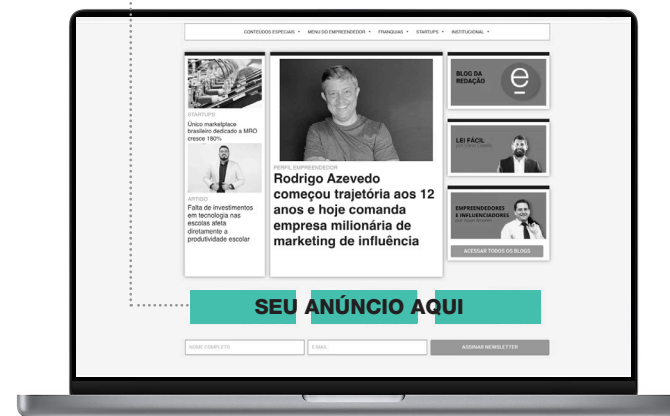 CONTEÚDOS ESPECIAIS
MENU DO EMPREENDEDOR
FRANQUIAS
STARTUPS
INSTITUCIONAL
STARTUPS
Único marketplace
brasileiro dedicado a MRO
cresce 180%
ARTIGO
Falta de investimentos
em tecnologia nas
escolas afeta
diretamente a
produtividade escolar
PERFIL EMPREENDEDOR
Rodrigo Azevedo
começou trajetória aos 12
anos e hoje comanda
empresa milionária de
marketing de influência
BLOG DA
REDAÇÃO
e
LEI FÁCIL
EMPREENDEDORES
E INFLUENCIADORES
ACESSAR TODOS OS BLOGS
SEU ANÚNCIO AQUI
NOME COMPLETO
E-MAIL
ASSINAR NEWSLETTER